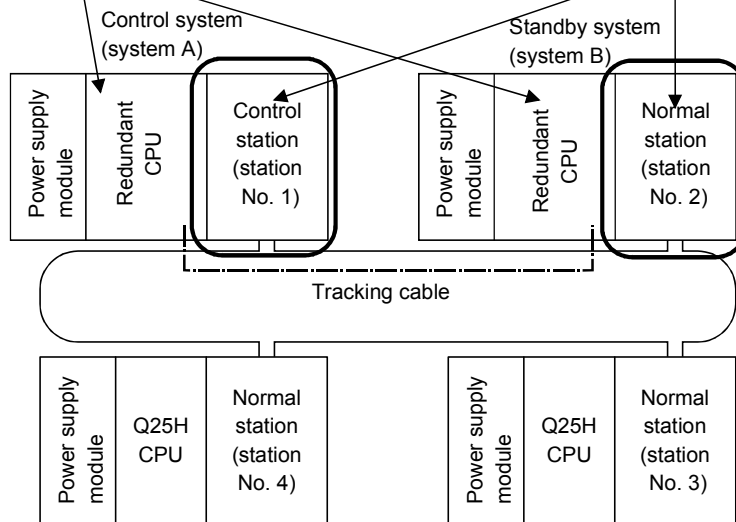 Control system
(system A)
Standby system
(system B)
Power supply
module
Redundant
CPU
Control
station
(station
No. 1)
Power supply
module
Redundant
CPU
Normal
station
(station
No. 2)
Tracking cable
Power supply
module
Q25H
CPU
Normal
station
(station
No. 4)
Power supply
module
Q25H
CPU
Normal
station
(station
No. 3)